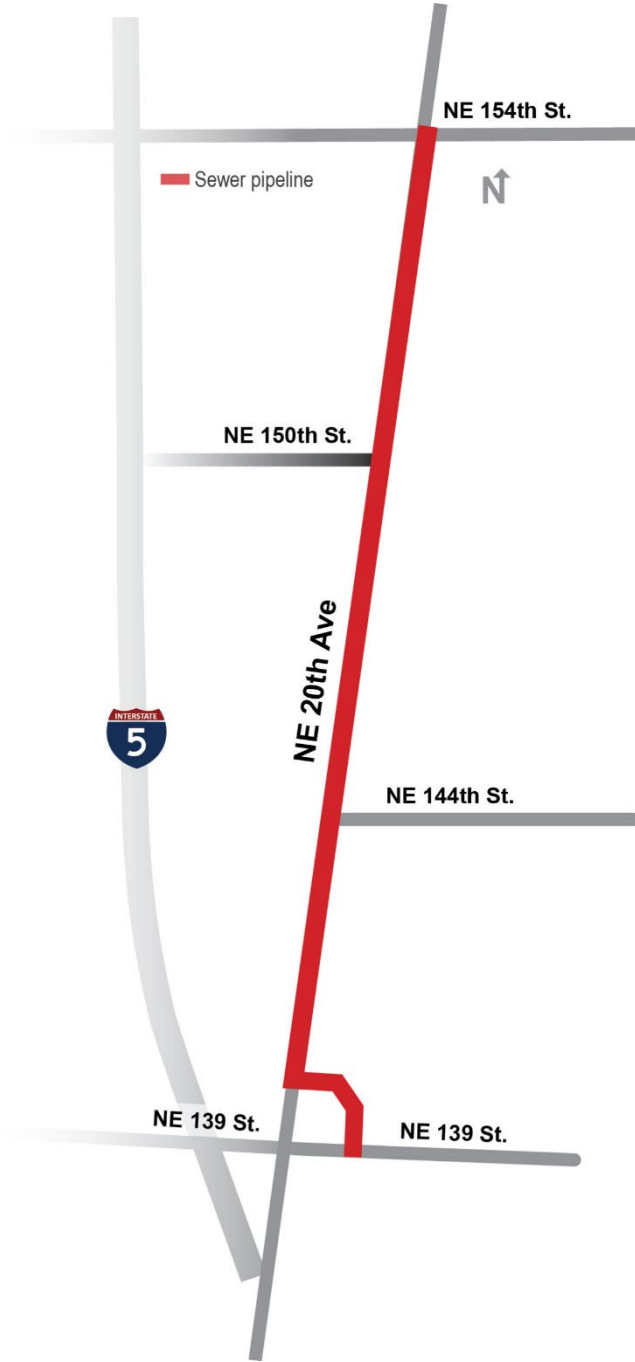 NE 154th St.
Sewer pipeline
N
NE 150th St.
NE 20th Ave
INTERSTATE
5
NE 144th St.
NE 139 St.
NE 139 St.